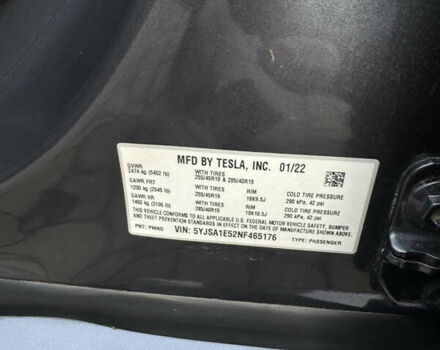 MFD BY TESLA, INC. 01/22
GVWR
2474 kg (5452 lb)
WITH TIRES
255/45R19 & 285/40R19
GAWR FRT
1200 kg (2645 lb)
WITH TIRES
255/45R19
RIM
19X9.5J
COLD TIRE PRESSURE
290 kPa, 42 psi
GAWR RR
1450 kg (3196 lb)
WITH TIRES
285/40R19
RIM
19X10.5J
COLD TIRE PRESSURE
290 kPa, 42 psi
THIS VEHICLE CONFORMS TO ALL APPLICABLE U.S. FEDERAL MOTOR VEHICLE SAFETY, BUMPER,
AND THEFT PREVENTION STANDARDS IN EFFECT ON THE DATE OF MANUFACTURE SHOWN ABOVE.
PNT: PMNG
VIN: 5YJSA1E52NF465176
TYPE: PASSENGER